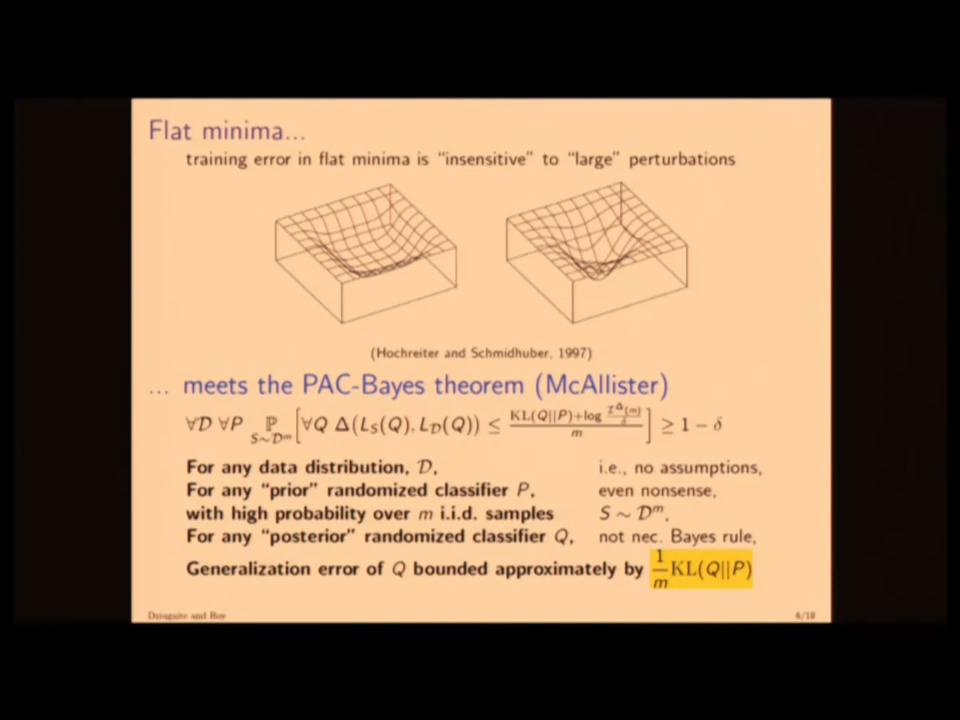 Flat minima...
training error in flat minima is "insensitive" to "large" perturbations
(Hochreiter and Schmidhuber, 1997)
... meets the PAC-Bayes theorem (McAllister)
∀D ∀P P_{S∼D^m} [∀Q Δ(L_S(Q), L_D(Q)) ≤ (KL(Q||P)+log (I^Δ(m)/δ))/m] ≥ 1 − δ
For any data distribution, D, i.e., no assumptions,
For any "prior" randomized classifier P, even nonsense,
with high probability over m i.i.d. samples S ∼ D^m,
For any "posterior" randomized classifier Q, not nec. Bayes rule,
Generalization error of Q bounded approximately by 1/m KL(Q||P)
Dziugaite and Roy 6/18